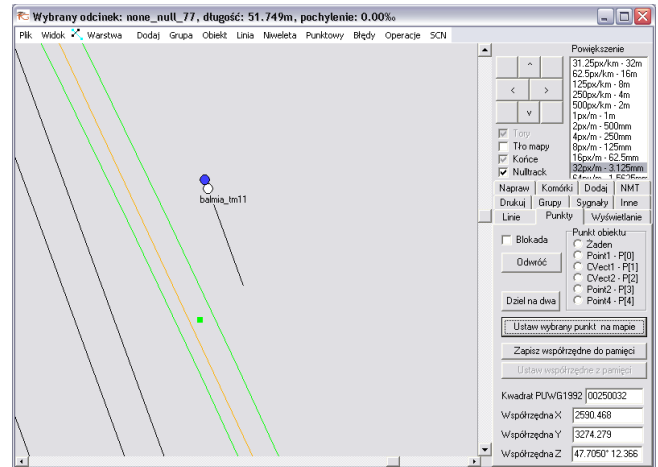 Wybrany odcinek: none_null_77, długość: 51.749m, pochylenie: 0.00‰
Plik Widok Warstwa Dodaj Grupa Obiekt Linia Niweleta Punktowy Błędy Operacje SCN
Powiększenie
31.25px/km - 32m
62.5px/km - 16m
125px/km - 8m
250px/km - 4m
500px/km - 2m
1px/m - 1m
2px/m - 500mm
4px/m - 250mm
8px/m - 125mm
16px/m - 62.5mm
32px/m - 3.125mm
64px/m - 1.5625mm
^
< >
v
Tory
Tło mapy
Końce
Nulltrack
Napraw Komórki Dodaj NMT
Drukuj Grupy Sygnały Inne
Linie Punkty Wyświetlanie
balmia_tm11
Blokada
Odwróć
Dziel na dwa
Punkt obiektu
Żaden
Point1 - P[0]
CVect1 - P[1]
CVect2 - P[2]
Point2 - P[3]
Point4 - P[4]
Ustaw wybrany punkt na mapie
Zapisz współrzędne do pamięci
Ustaw współrzędne z pamięci
Kwadrat PUWG1992 00250032
Współrzędna X 2590.468
Współrzędna Y 3274.279
Współrzędna Z 47.7050° 12.366